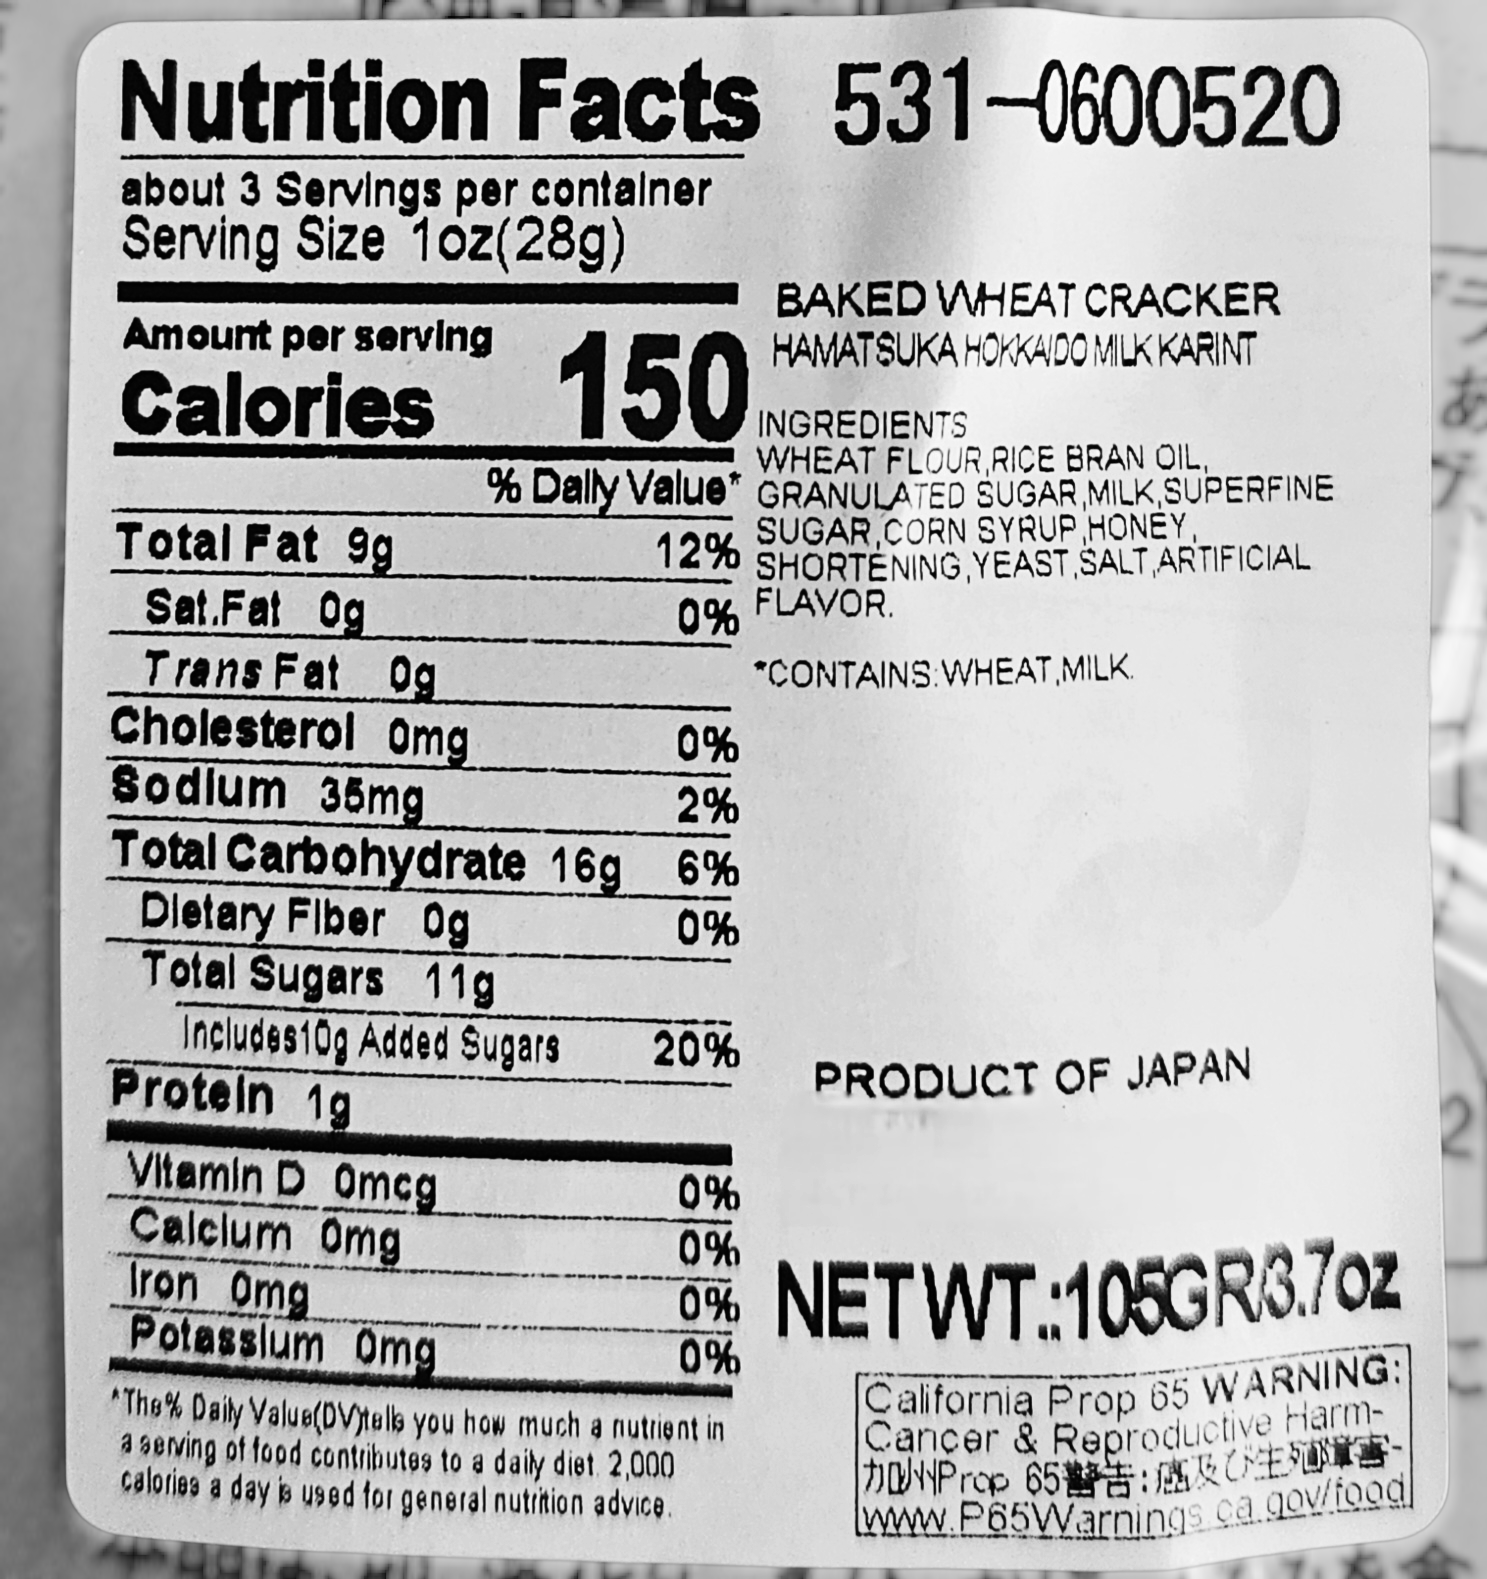 Nutrition Facts
about 3 Servings per container
Serving Size 1oz(28g)
Amount per serving
Calories 150
% Daily Value*
Total Fat 9g 12%
Sat.Fat 0g 0%
Trans Fat 0g
Cholesterol 0mg 0%
Sodium 35mg 2%
Total Carbohydrate 16g 6%
Dietary Fiber 0g 0%
Total Sugars 11g
Includes10g Added Sugars 20%
Protein 1g
Vitamin D 0mcg 0%
Calcium 0mg 0%
Iron 0mg 0%
Potassium 0mg 0%
*The% Daily Value(DV)tells you how much a nutrient in
a serving of food contributes to a daily diet. 2,000
calories a day is used for general nutrition advice.
531-0600520
BAKED WHEAT CRACKER
HAMATSUKA HOKKAIDO MILK KARINT
INGREDIENTS
WHEAT FLOUR,RICE BRAN OIL,
GRANULATED SUGAR,MILK,SUPERFINE
SUGAR,CORN SYRUP,HONEY,
SHORTENING,YEAST,SALT,ARTIFICIAL
FLAVOR.
*CONTAINS:WHEAT,MILK.
PRODUCT OF JAPAN
NET WT.:105GR/3.7oz
California Prop 65 WARNING:
Cancer & Reproductive Harm-
加州Prop 65警告:癌及び生殖障害-
www.P65Warnings.ca.gov/food